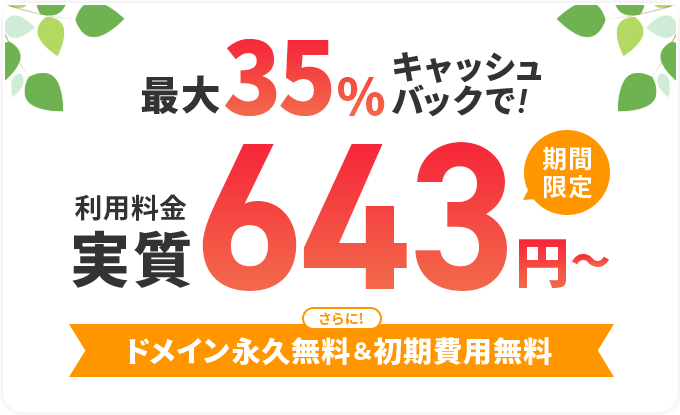 最大35%キャッシュ
バックで!
利用料金
実質643円〜
期間
限定
さらに!
ドメイン永久無料&初期費用無料